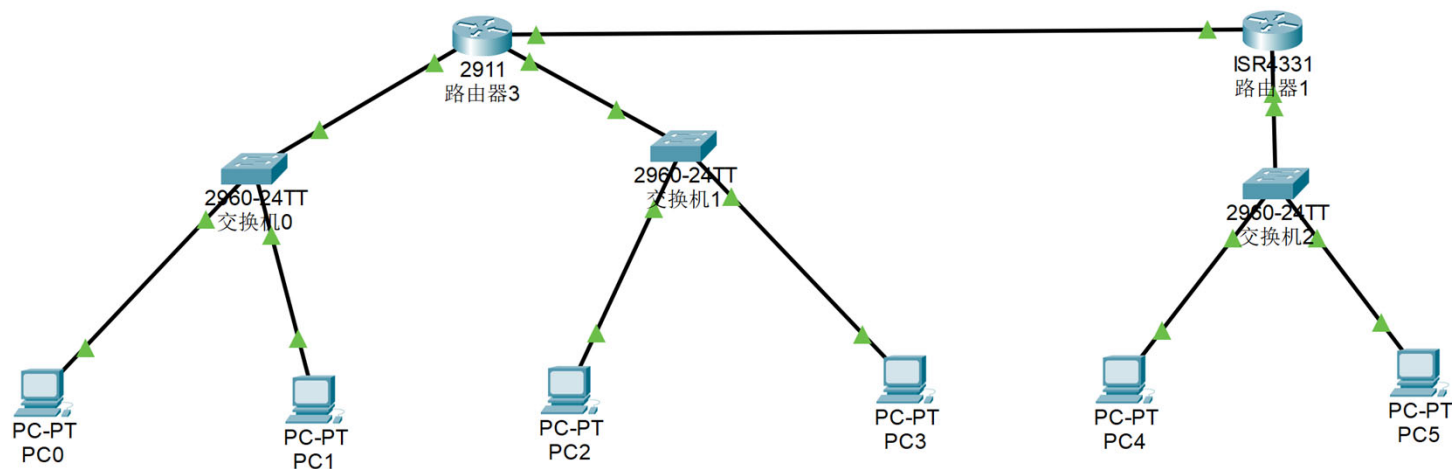 2911
路由器3
ISR4331
路由器1
2960-24TT
交换机0
2960-24TT
交换机1
2960-24TT
交换机2
PC-PT
PC0
PC-PT
PC1
PC-PT
PC2
PC-PT
PC3
PC-PT
PC4
PC-PT
PC5